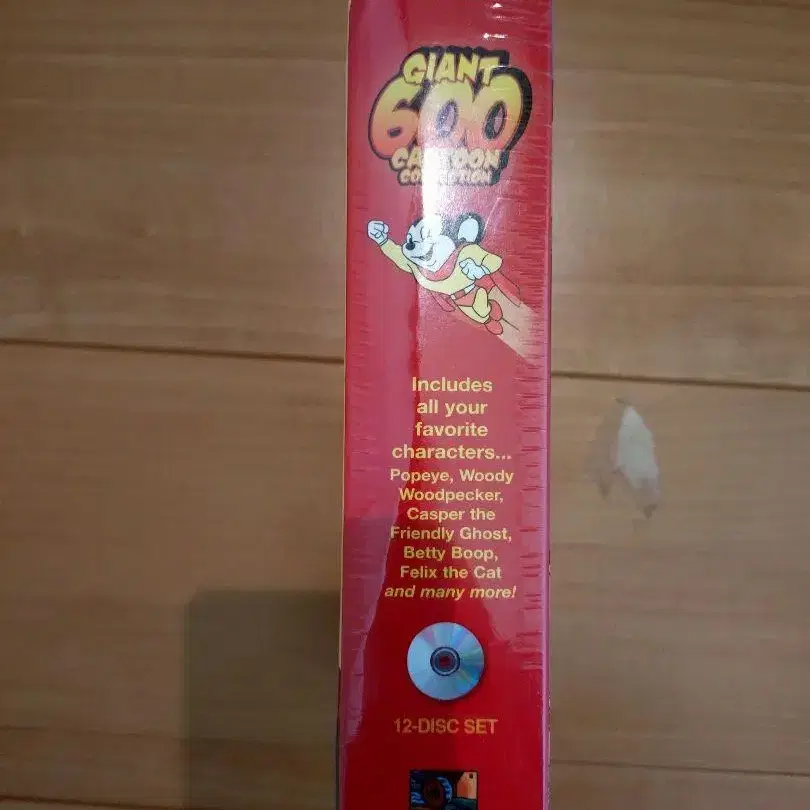 GIANT
600
CARTOON
COLLECTION
Includes
all your
favorite
characters...
Popeye, Woody
Woodpecker,
Casper the
Friendly Ghost,
Betty Boop,
Felix the Cat
and many more!
12-DISC SET